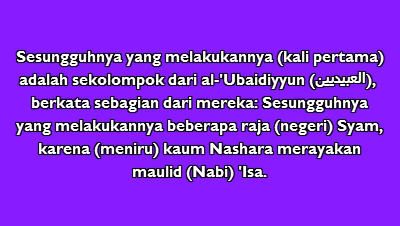 Sesungguhnya yang melakukannya (kali pertama)
adalah sekolompok dari al-'Ubaidiyyun (العبيديين),
berkata sebagian dari mereka: Sesungguhnya
yang melakukannya beberapa raja (negeri) Syam,
karena (meniru) kaum Nashara merayakan
maulid (Nabi) 'Isa.